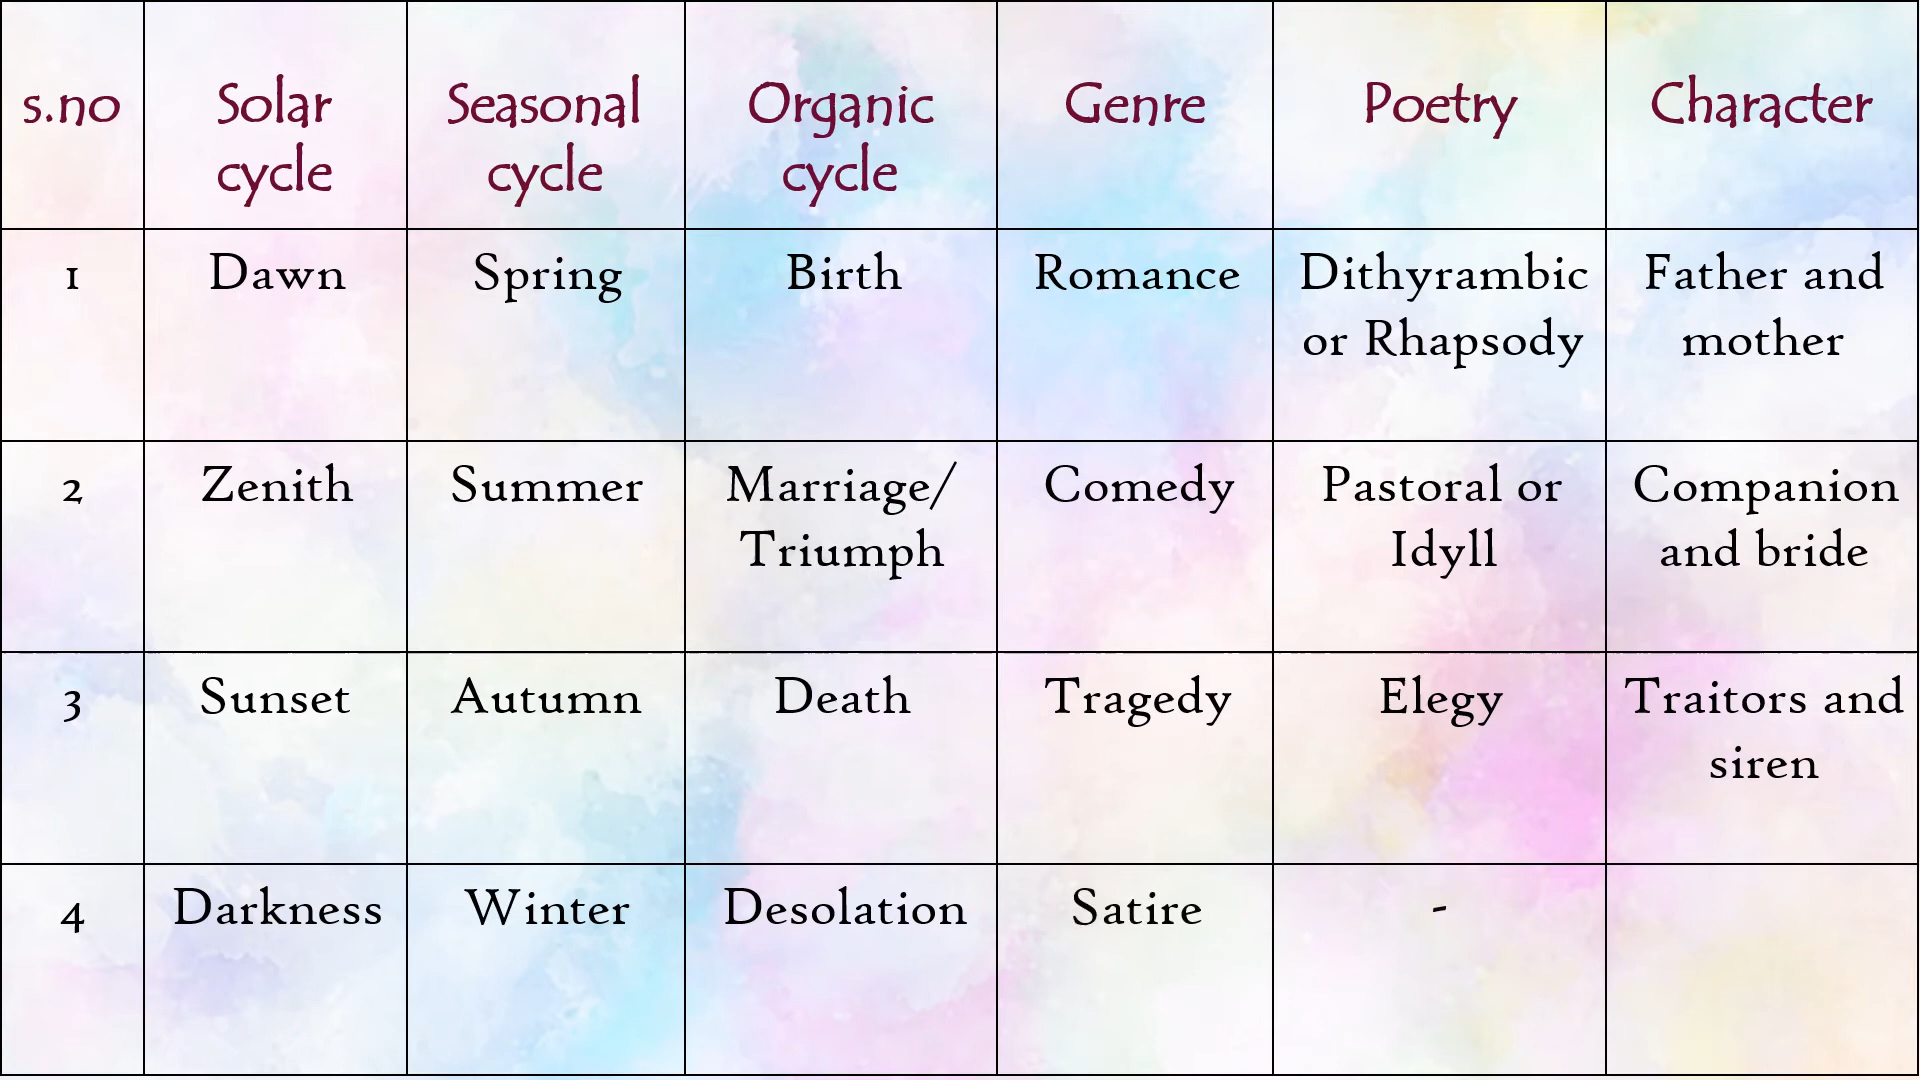 s.no Solar cycle Seasonal cycle Organic cycle Genre Poetry Character
1 Dawn Spring Birth Romance Dithyrambic or Rhapsody Father and mother
2 Zenith Summer Marriage/ Triumph Comedy Pastoral or Idyll Companion and bride
3 Sunset Autumn Death Tragedy Elegy Traitors and siren
4 Darkness Winter Desolation Satire -